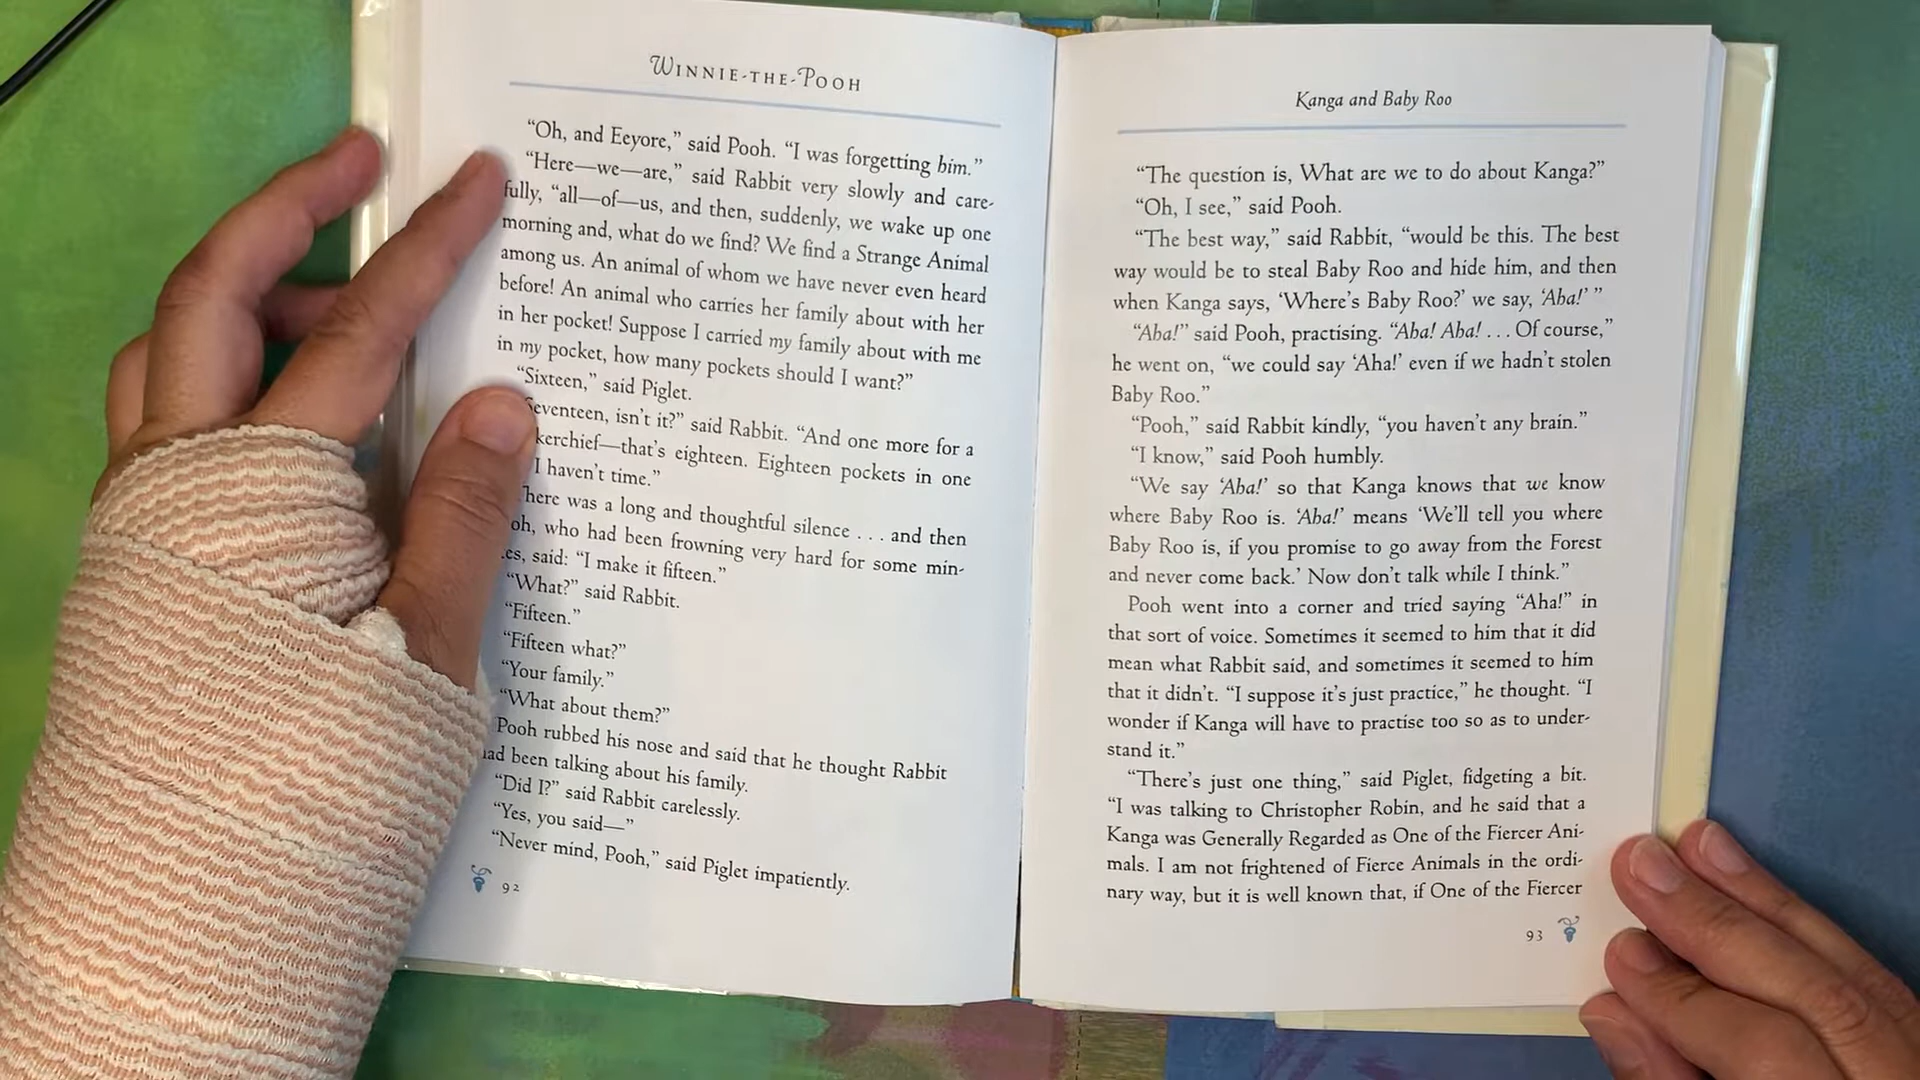 WINNIE-THE-POOH
“Oh, and Eeyore,” said Pooh. “I was forgetting him.”
“Here—we—are,” said Rabbit very slowly and care-
fully, “all—of—us, and then, suddenly, we wake up one
morning and, what do we find? We find a Strange Animal
among us. An animal of whom we have never even heard
before! An animal who carries her family about with her
in her pocket! Suppose I carried my family about with me
in my pocket, how many pockets should I want?”
“Sixteen,” said Piglet.
Seventeen, isn’t it?” said Rabbit. “And one more for a
kerchief—that’s eighteen. Eighteen pockets in one
I haven’t time.”
There was a long and thoughtful silence . . . and then
oh, who had been frowning very hard for some min-
es, said: “I make it fifteen.”
“What?” said Rabbit.
“Fifteen.”
“Fifteen what?”
“Your family.”
“What about them?”
Pooh rubbed his nose and said that he thought Rabbit
had been talking about his family.
“Did I?” said Rabbit carelessly.
“Yes, you said—”
“Never mind, Pooh,” said Piglet impatiently.
92
Kanga and Baby Roo
“The question is, What are we to do about Kanga?”
“Oh, I see,” said Pooh.
“The best way,” said Rabbit, “would be this. The best
way would be to steal Baby Roo and hide him, and then
when Kanga says, ‘Where’s Baby Roo?’ we say, ‘Aha!’ ”
“Aha!” said Pooh, practising. “Aha! Aha! . . . Of course,”
he went on, “we could say ‘Aha!’ even if we hadn’t stolen
Baby Roo.”
“Pooh,” said Rabbit kindly, “you haven’t any brain.”
“I know,” said Pooh humbly.
“We say ‘Aha!’ so that Kanga knows that we know
where Baby Roo is. ‘Aha!’ means ‘We’ll tell you where
Baby Roo is, if you promise to go away from the Forest
and never come back.’ Now don’t talk while I think.”
Pooh went into a corner and tried saying “Aha!” in
that sort of voice. Sometimes it seemed to him that it did
mean what Rabbit said, and sometimes it seemed to him
that it didn’t. “I suppose it’s just practice,” he thought. “I
wonder if Kanga will have to practise too so as to under-
stand it.”
“There’s just one thing,” said Piglet, fidgeting a bit.
“I was talking to Christopher Robin, and he said that a
Kanga was Generally Regarded as One of the Fiercer Ani-
mals. I am not frightened of Fierce Animals in the ordi-
nary way, but it is well known that, if One of the Fiercer
93